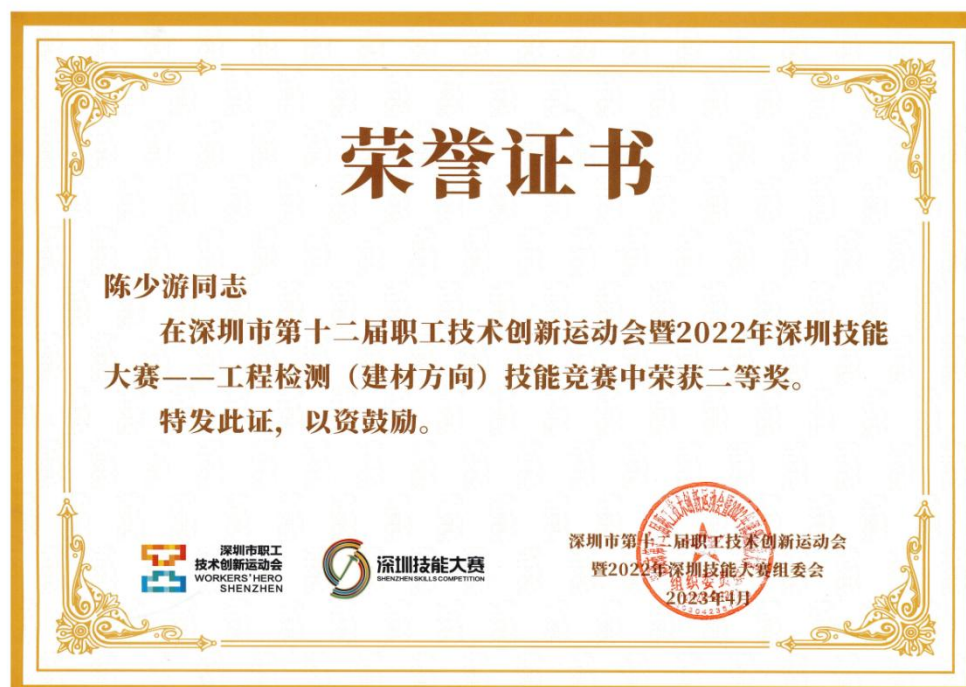 荣誉证书
陈少游同志
在深圳市第十二届职工技术创新运动会暨2022年深圳技能
大赛——工程检测（建材方向）技能竞赛中荣获二等奖。
特发此证，以资鼓励。
深圳市职工
技术创新运动会
WORKERS'HERO
SHENZHEN
深圳技能大赛
SHENZHEN SKILLS COMPETITION
深圳市第十二届职工技术创新运动会
暨2022年深圳技能大赛组委会
2023年4月